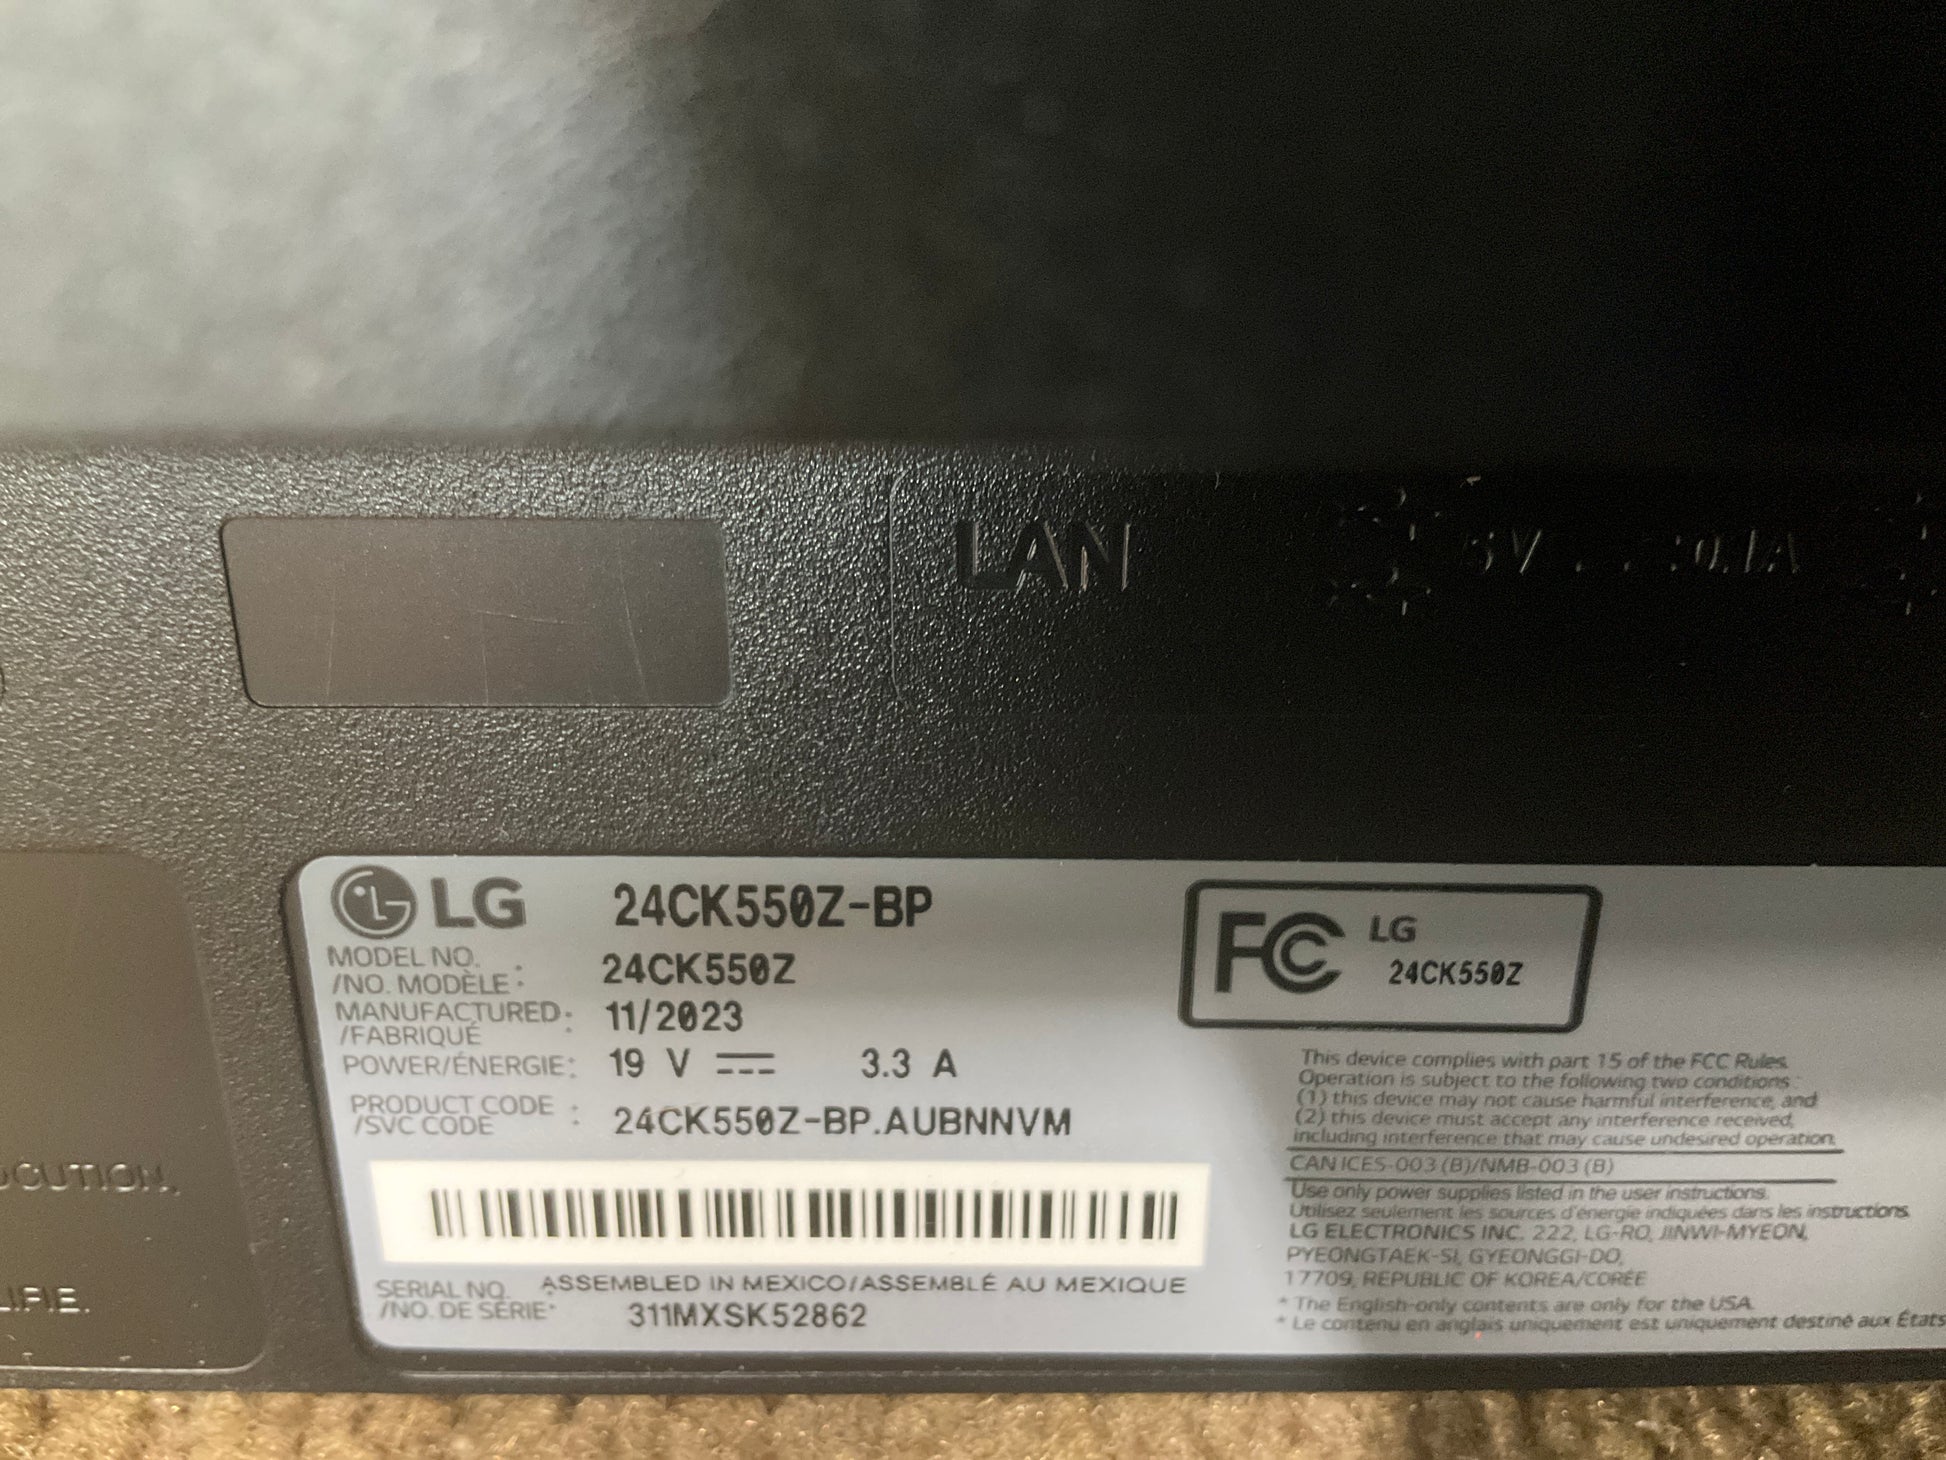 LAN
LG 24CK550Z-BP
MODEL NO.
/NO. MODÈLE : 24CK550Z
MANUFACTURED
/FABRIQUÉ : 11/2023
POWER/ÉNERGIE: 19 V 3.3 A
PRODUCT CODE
/SVC CODE : 24CK550Z-BP.AUBNNVM
ASSEMBLED IN MEXICO/ASSEMBLÉ AU MEXIQUE
SERIAL NO.
/NO. DE SÉRIE: 311MXSK52862
FC LG
24CK550Z
This device complies with part 15 of the FCC Rules.
Operation is subject to the following two conditions :
(1) this device may not cause harmful interference, and
(2) this device must accept any interference received,
including interference that may cause undesired operation.
CAN ICES-003 (B)/NMB-003 (B)
Use only power supplies listed in the user instructions.
Utilisez seulement les sources d'énergie indiquées dans les instructions.
LG ELECTRONICS INC. 222, LG-RO, JINWI-MYEON,
PYEONGTAEK-SI, GYEONGGI-DO,
17709, REPUBLIC OF KOREA/CORÉE
* The English-only contents are only for the USA.
* Le contenu en anglais uniquement est uniquement destiné aux États